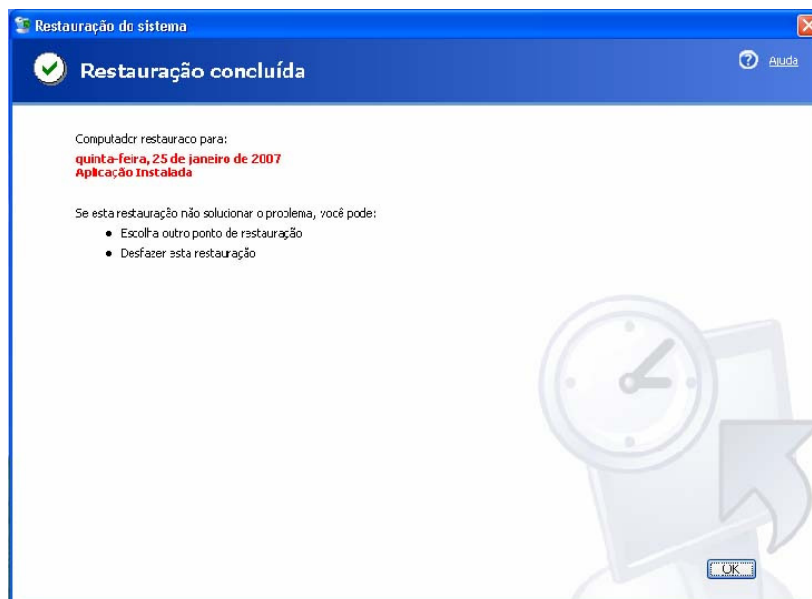 Restauração do sistema
Restauração concluída
Ajuda
Computador restaurado para:
quinta-feira, 25 de janeiro de 2007
Aplicação Instalada
Se esta restauração não solucionar o problema, você pode:
• Escolha outro ponto de restauração
• Desfazer esta restauração
OK